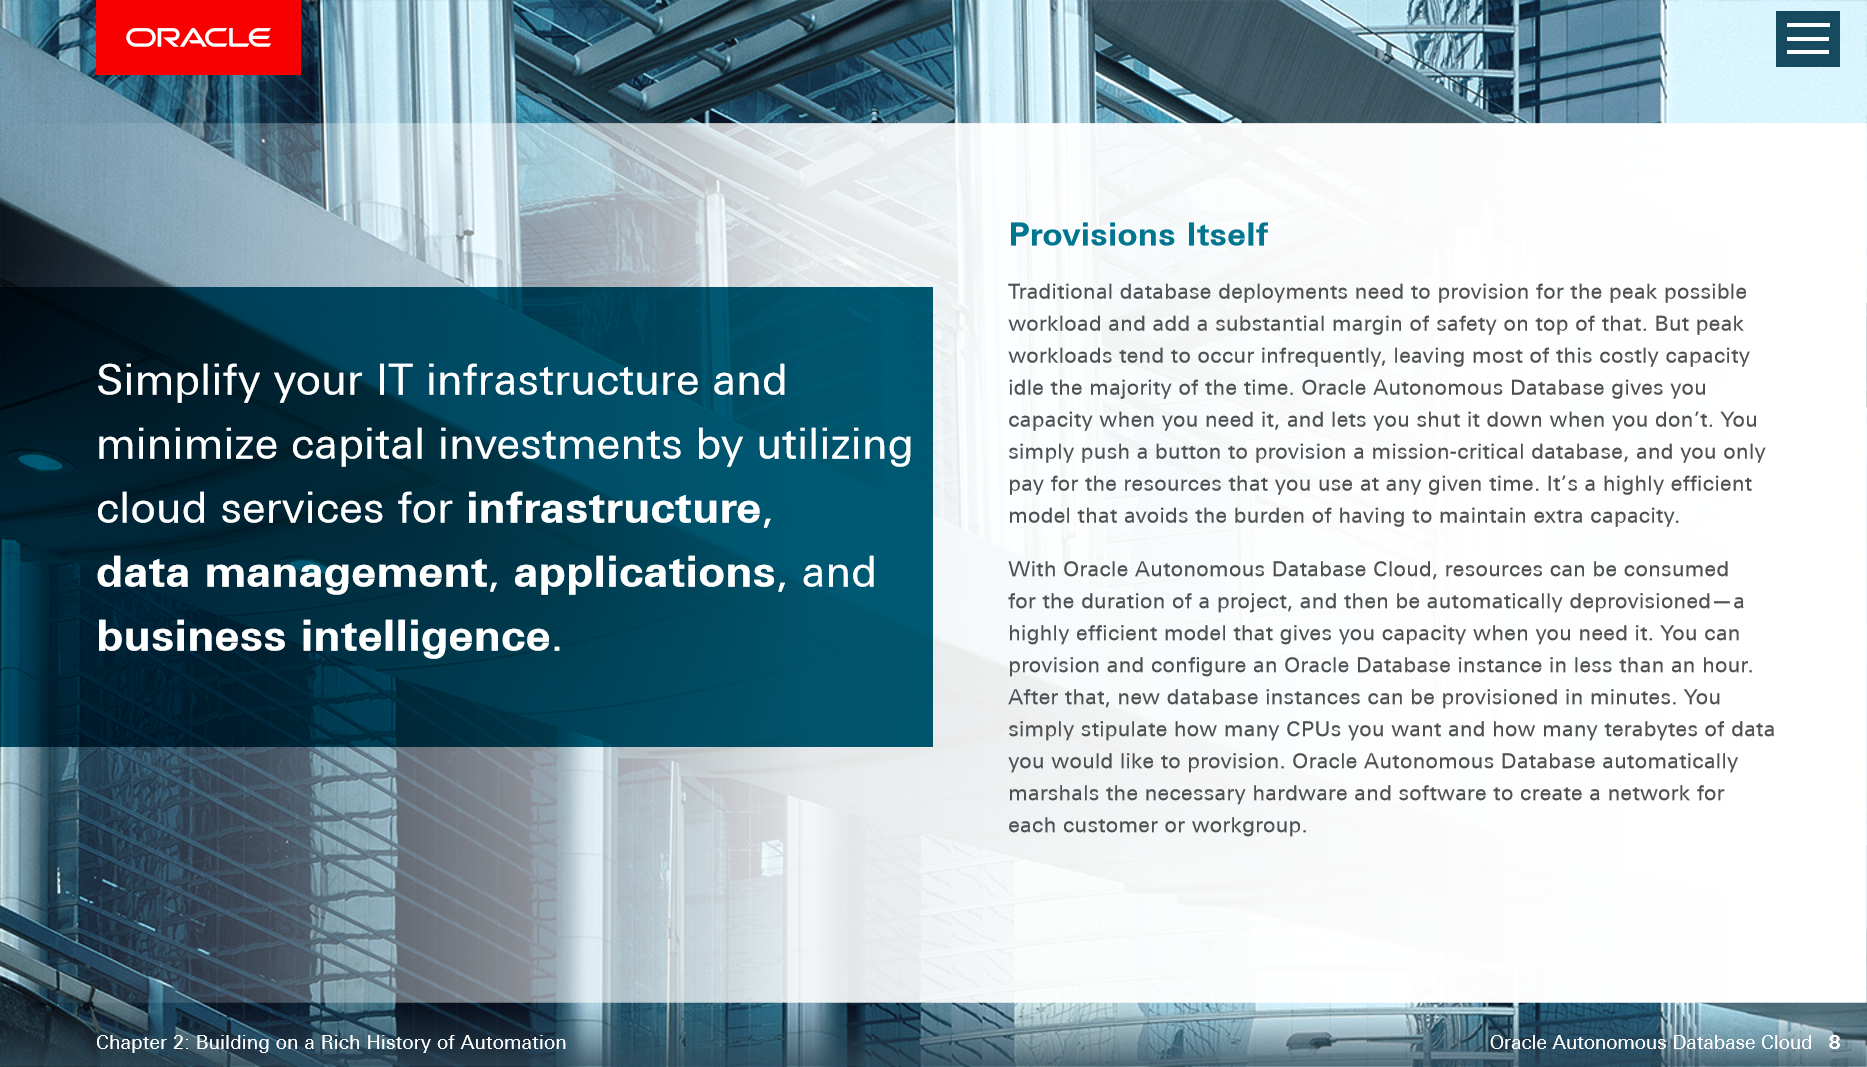 ORACLE
Simplify your IT infrastructure and
minimize capital investments by utilizing
cloud services for infrastructure,
data management, applications, and
business intelligence.
Provisions Itself
Traditional database deployments need to provision for the peak possible
workload and add a substantial margin of safety on top of that. But peak
workloads tend to occur infrequently, leaving most of this costly capacity
idle the majority of the time. Oracle Autonomous Database gives you
capacity when you need it, and lets you shut it down when you don’t. You
simply push a button to provision a mission-critical database, and you only
pay for the resources that you use at any given time. It’s a highly efficient
model that avoids the burden of having to maintain extra capacity.
With Oracle Autonomous Database Cloud, resources can be consumed
for the duration of a project, and then be automatically deprovisioned—a
highly efficient model that gives you capacity when you need it. You can
provision and configure an Oracle Database instance in less than an hour.
After that, new database instances can be provisioned in minutes. You
simply stipulate how many CPUs you want and how many terabytes of data
you would like to provision. Oracle Autonomous Database automatically
marshals the necessary hardware and software to create a network for
each customer or workgroup.
Chapter 2: Building on a Rich History of Automation
Oracle Autonomous Database Cloud 8